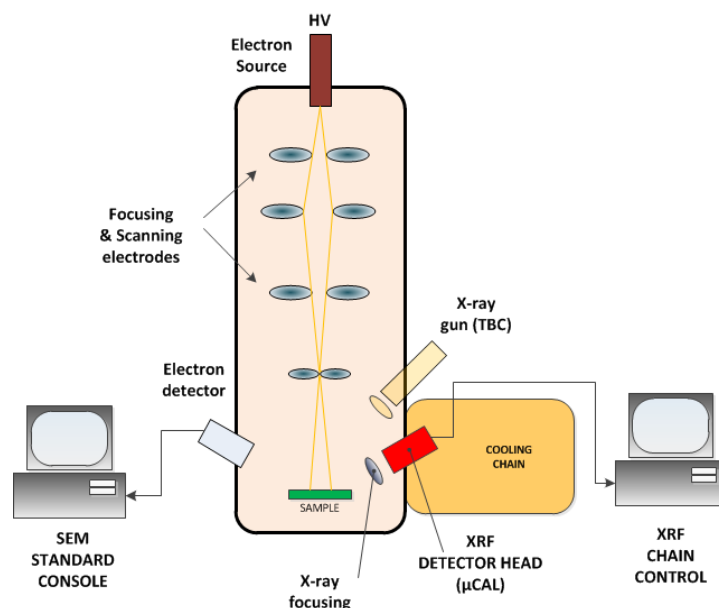 HV
Electron
Source
Focusing
& Scanning
electrodes
X-ray
gun (TBC)
Electron
detector
COOLING
CHAIN
SAMPLE
SEM
STANDARD
CONSOLE
X-ray
focusing
XRF
DETECTOR HEAD
(µCAL)
XRF
CHAIN
CONTROL